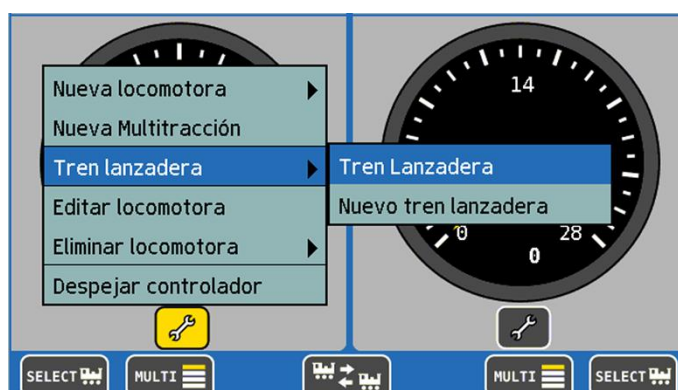 Nueva locomotora
Nueva Multitracción
Tren lanzadera
Editar locomotora
Eliminar locomotora
Despejar controlador
Tren Lanzadera
Nuevo tren lanzadera
14
0
28
0
SELECT
MULTI
MULTI
SELECT